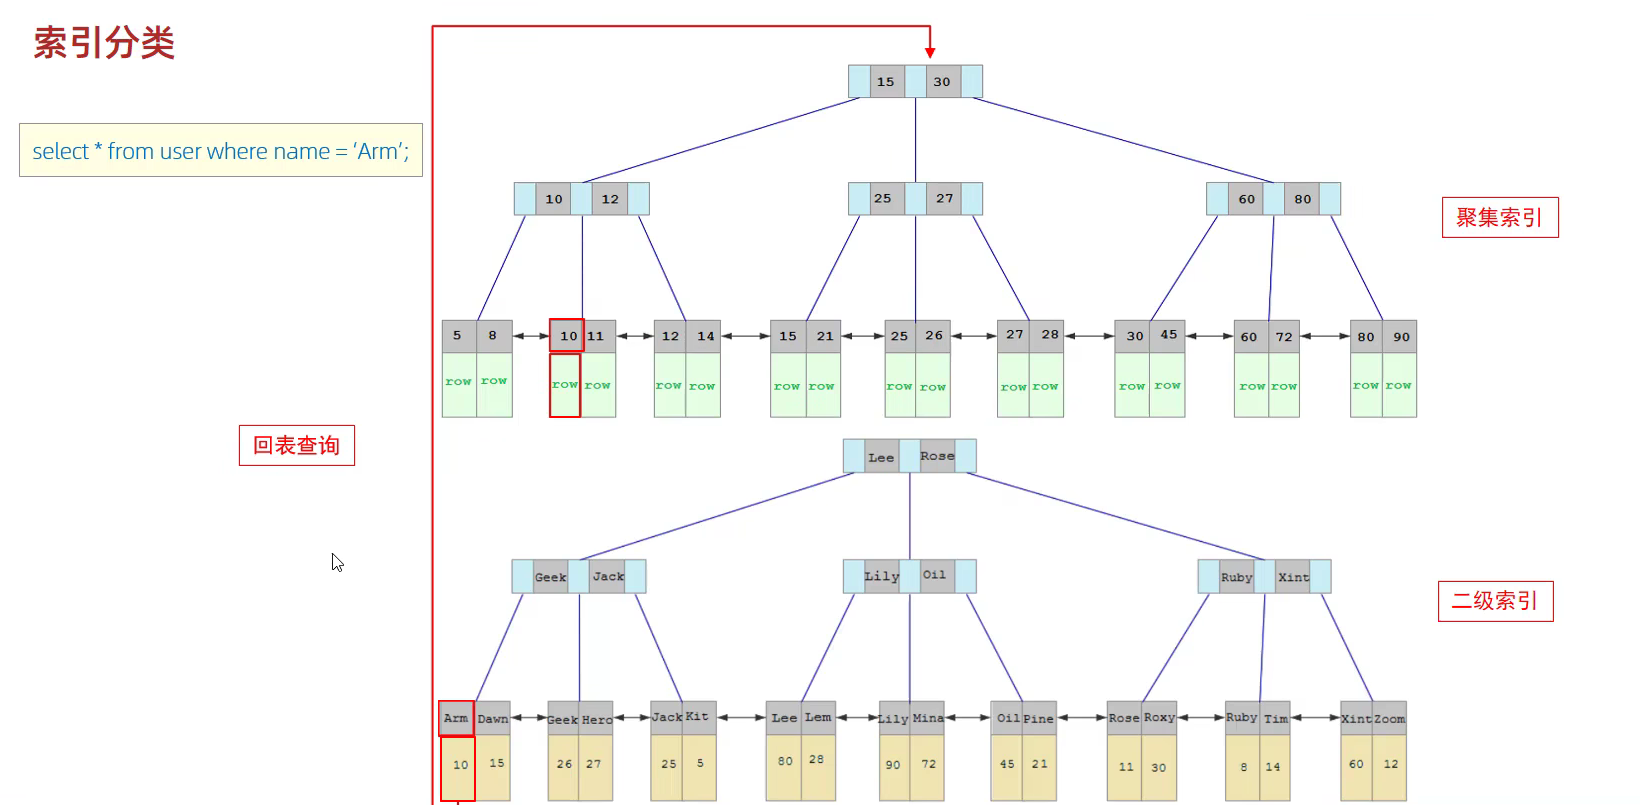 索引分类
select * from user where name = ‘Arm’;
15 30
10 12 25 27 60 80
聚集索引
5 8 10 11 12 14 15 21 25 26 27 28 30 45 60 72 80 90
row row row row row row row row row row row row row row row row row row
回表查询
Lee Rose
Geek Jack Lily Oil Ruby Xint
二级索引
Arm Dawn Geek Hero Jack Kit Lee Lem Lily Mina Oil Pine Rose Roxy Ruby Tim Xint Zoom
10 15 26 27 25 5 80 28 90 72 45 21 11 30 8 14 60 12